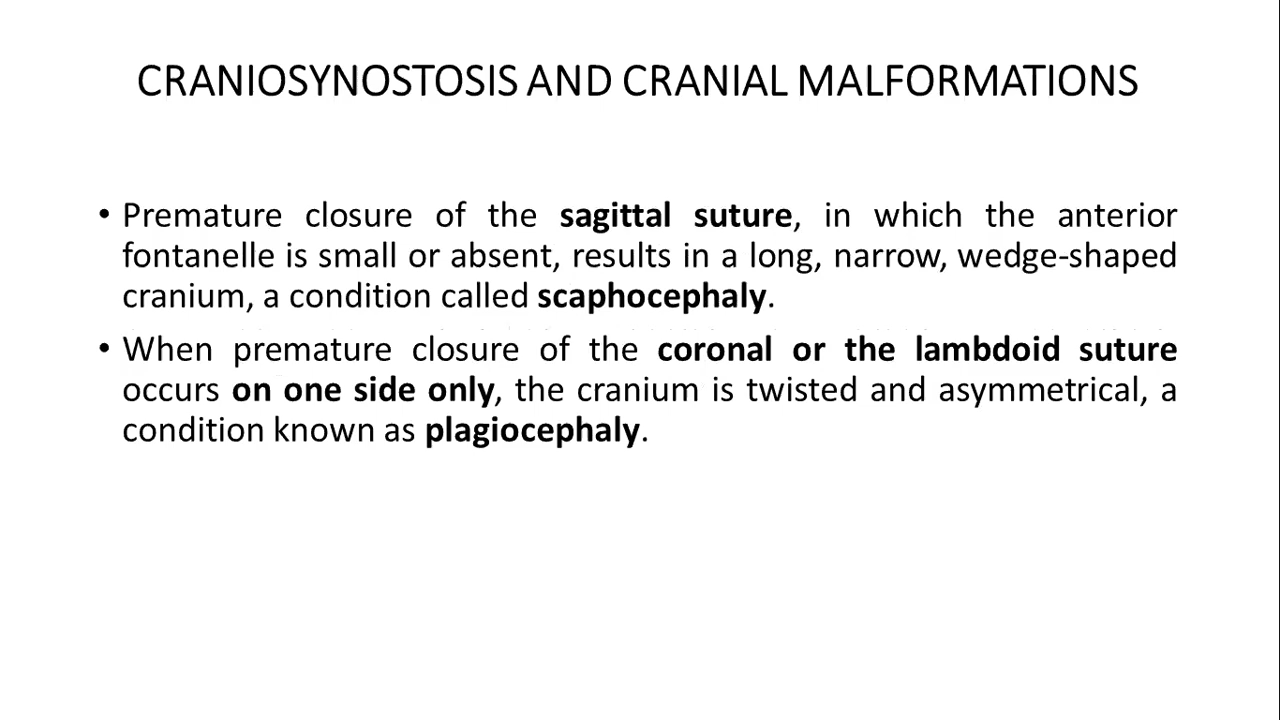 CRANIOSYNOSTOSIS AND CRANIAL MALFORMATIONS
• Premature closure of the sagittal suture, in which the anterior
fontanelle is small or absent, results in a long, narrow, wedge-shaped
cranium, a condition called scaphocephaly.
• When premature closure of the coronal or the lambdoid suture
occurs on one side only, the cranium is twisted and asymmetrical, a
condition known as plagiocephaly.